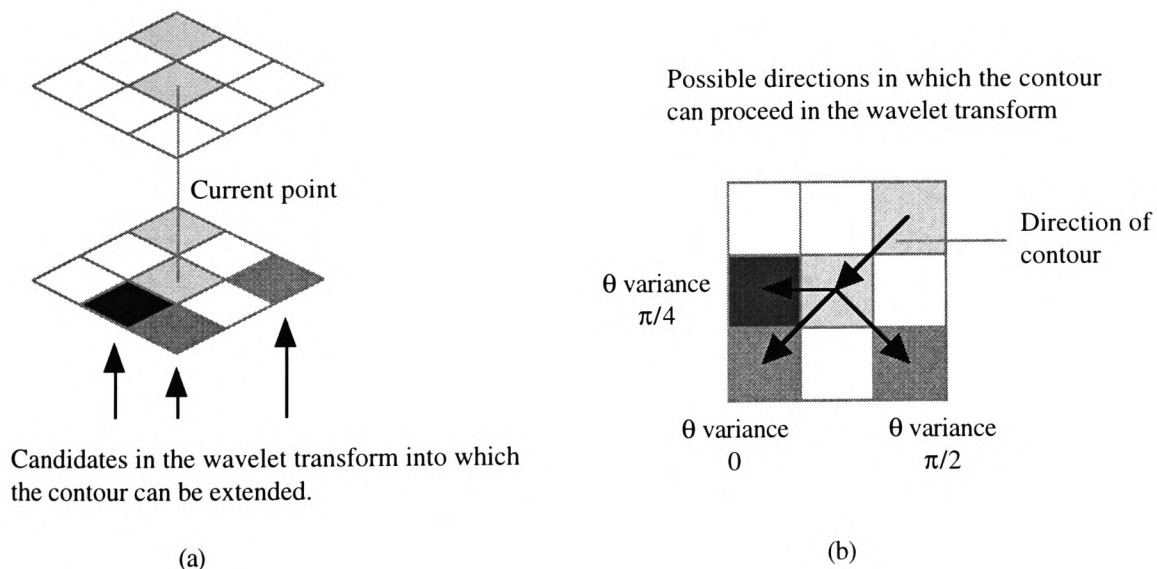 Current point
Candidates in the wavelet transform into which
the contour can be extended.
(a)
Possible directions in which the contour
can proceed in the wavelet transform
Direction of
contour
θ variance
π/4
θ variance
0
θ variance
π/2
(b)